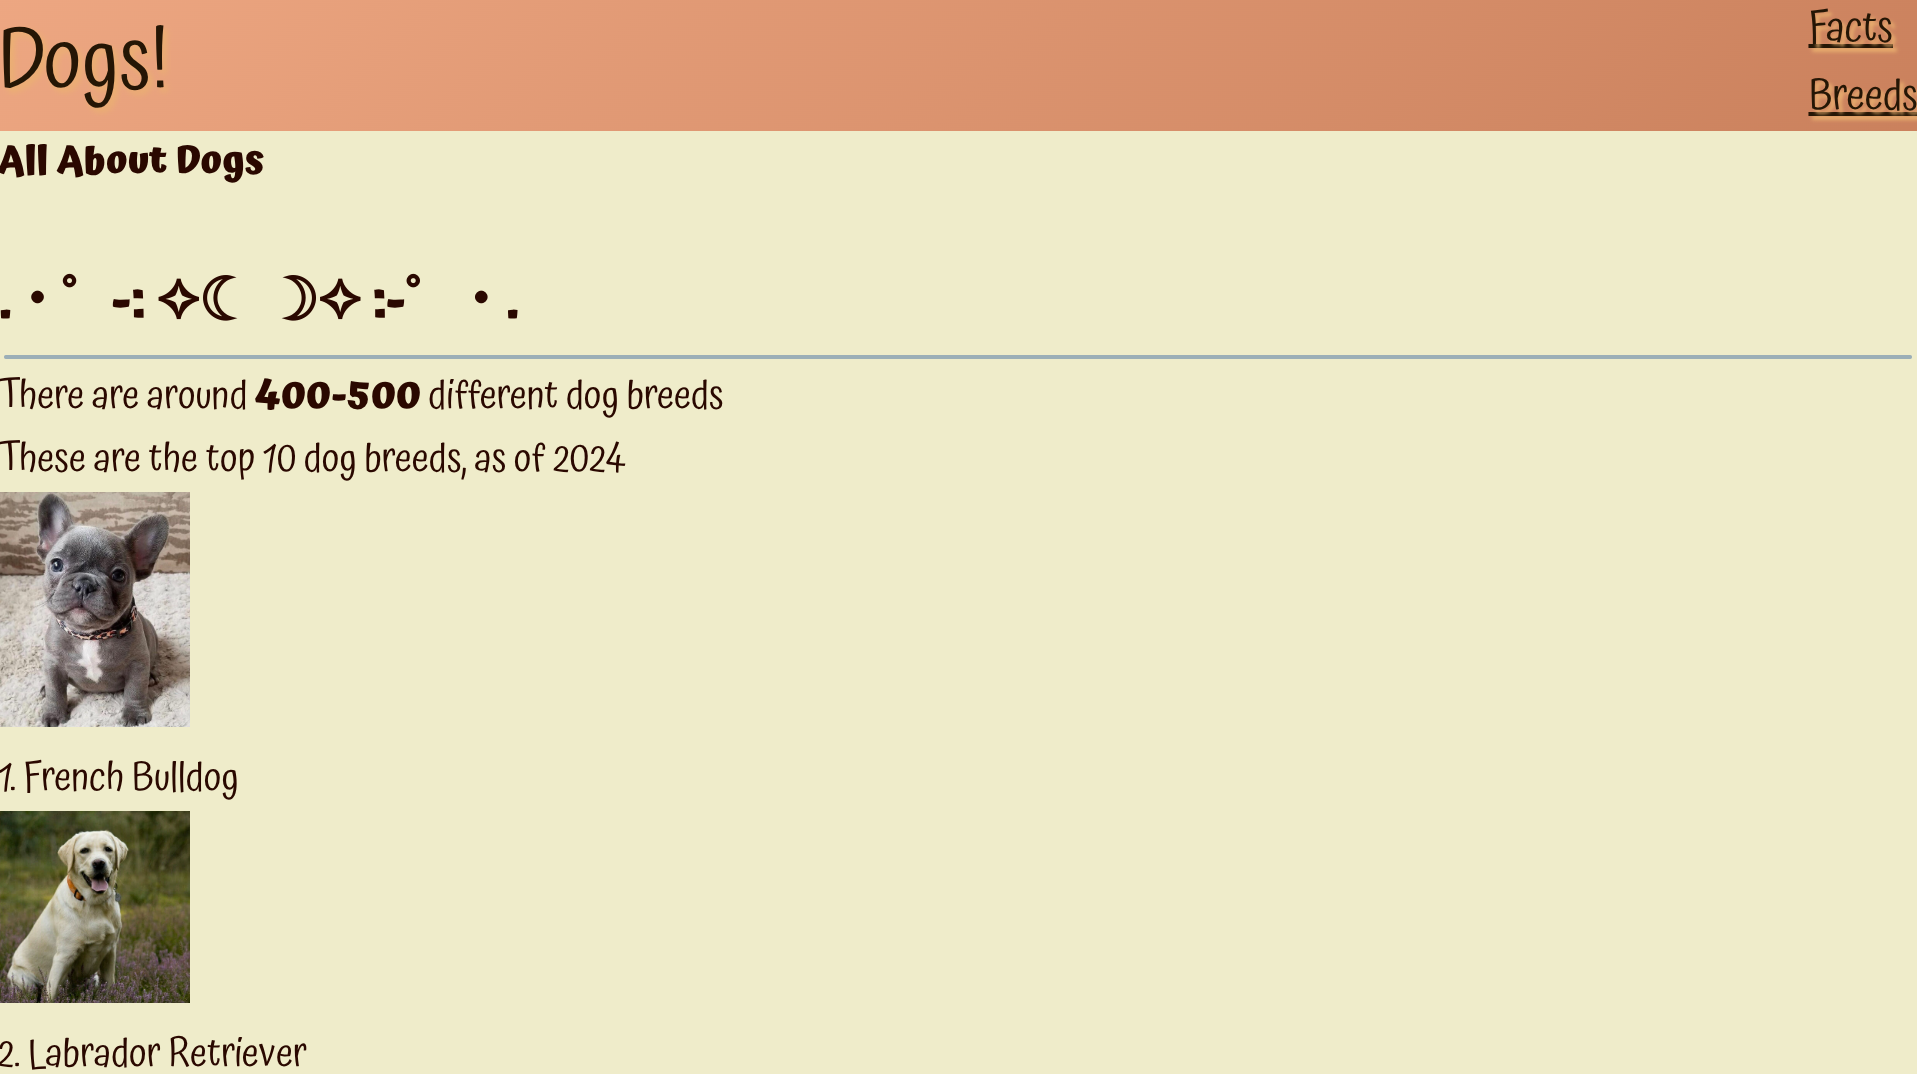 Dogs!
Facts
Breeds
All About Dogs
.・゜-: ✧☾ ☽✧ :-゜・.
There are around 400-500 different dog breeds
These are the top 10 dog breeds, as of 2024
1. French Bulldog
2. Labrador Retriever